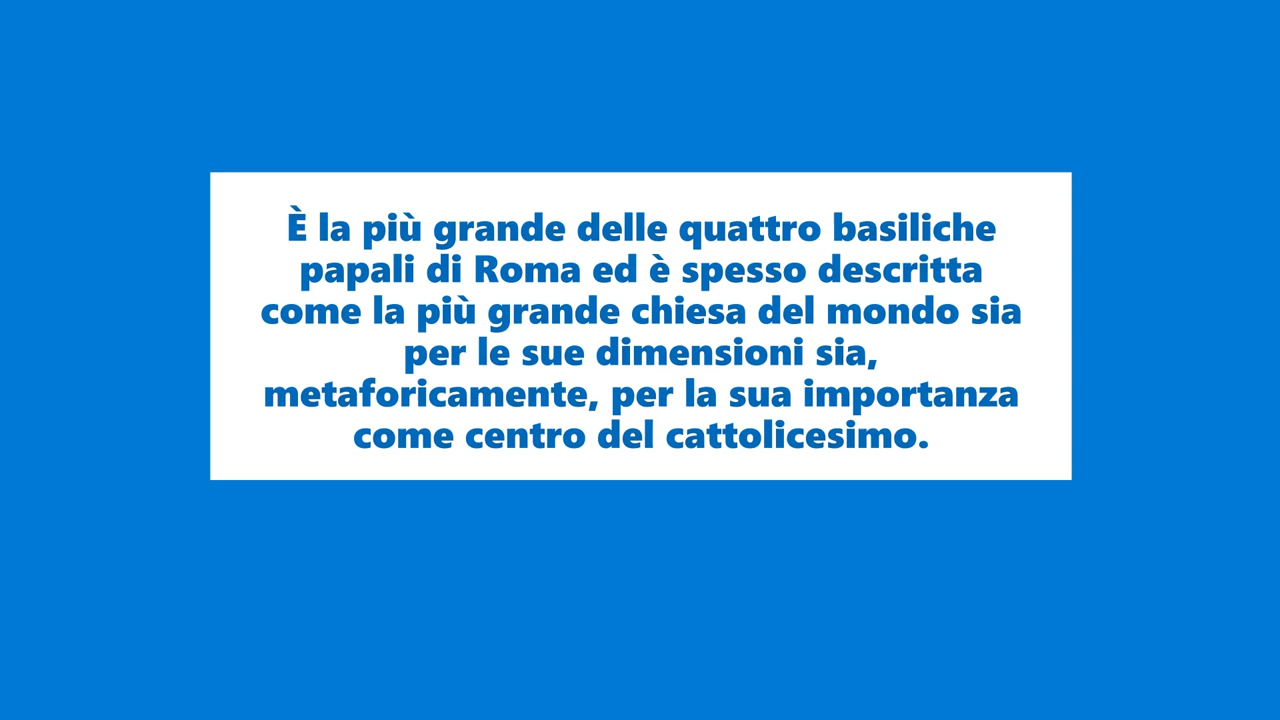 È la più grande delle quattro basiliche
papali di Roma ed è spesso descritta
come la più grande chiesa del mondo sia
per le sue dimensioni sia,
metaforicamente, per la sua importanza
come centro del cattolicesimo.